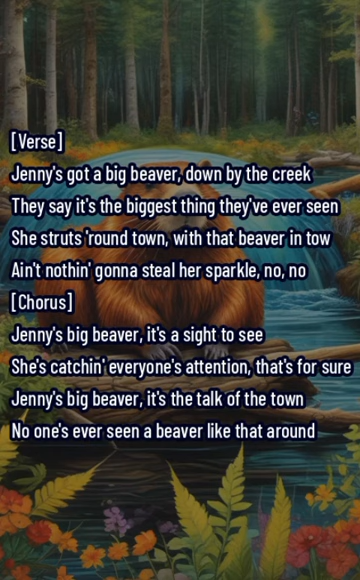 [Verse]
Jenny's got a big beaver, down by the creek
They say it's the biggest thing they've ever seen
She struts 'round town, with that beaver in tow
Ain't nothin' gonna steal her sparkle, no, no
[Chorus]
Jenny's big beaver, it's a sight to see
She's catchin' everyone's attention, that's for sure
Jenny's big beaver, it's the talk of the town
No one's ever seen a beaver like that around